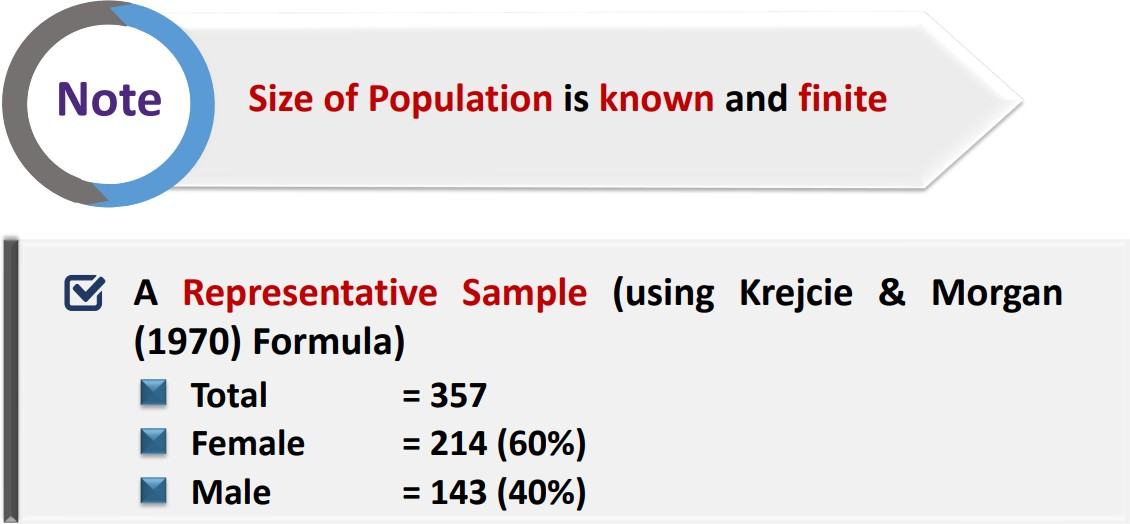 Note
Size of Population is known and finite
A Representative Sample (using Krejcie & Morgan
(1970) Formula)
Total = 357
Female = 214 (60%)
Male = 143 (40%)